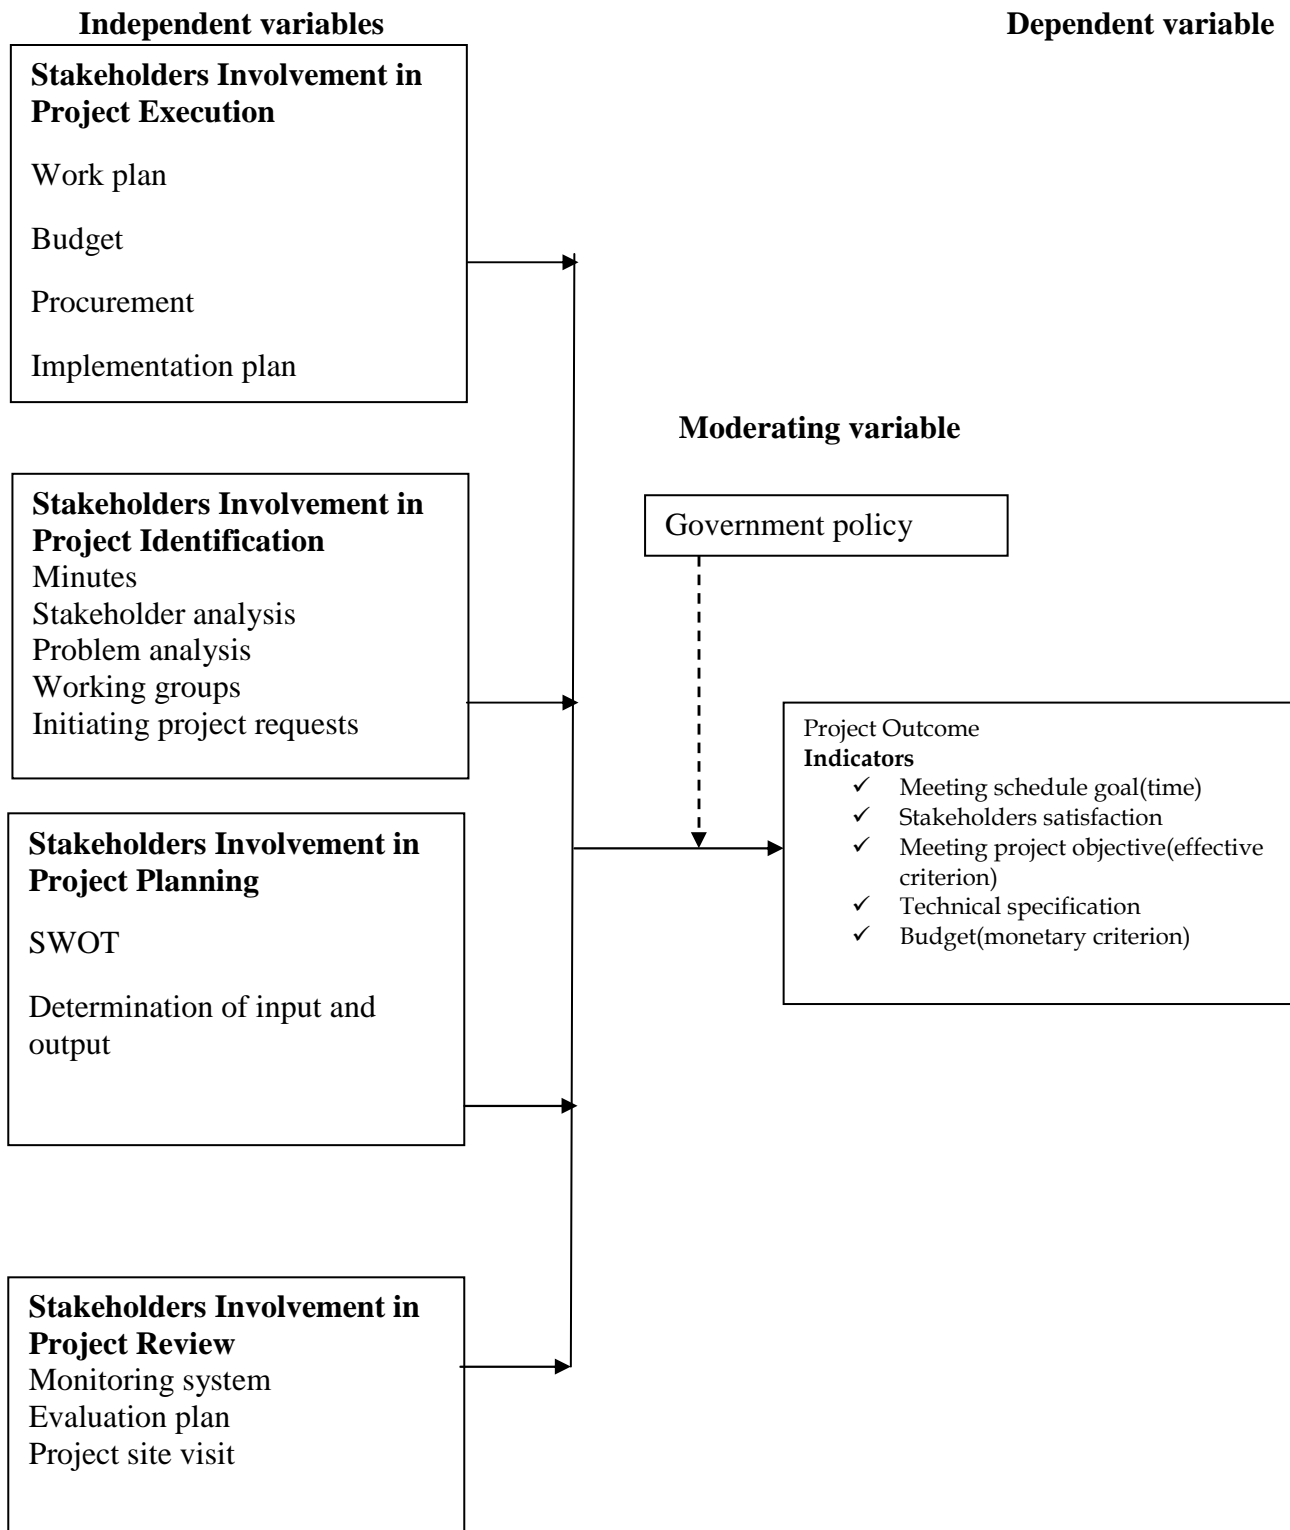 Independent variables
Dependent variable
Stakeholders Involvement in
Project Execution
Work plan
Budget
Procurement
Implementation plan
Moderating variable
Government policy
Stakeholders Involvement in
Project Identification
Minutes
Stakeholder analysis
Problem analysis
Working groups
Initiating project requests
Project Outcome
Indicators
✓ Meeting schedule goal(time)
✓ Stakeholders satisfaction
✓ Meeting project objective(effective
criterion)
✓ Technical specification
✓ Budget(monetary criterion)
Stakeholders Involvement in
Project Planning
SWOT
Determination of input and
output
Stakeholders Involvement in
Project Review
Monitoring system
Evaluation plan
Project site visit